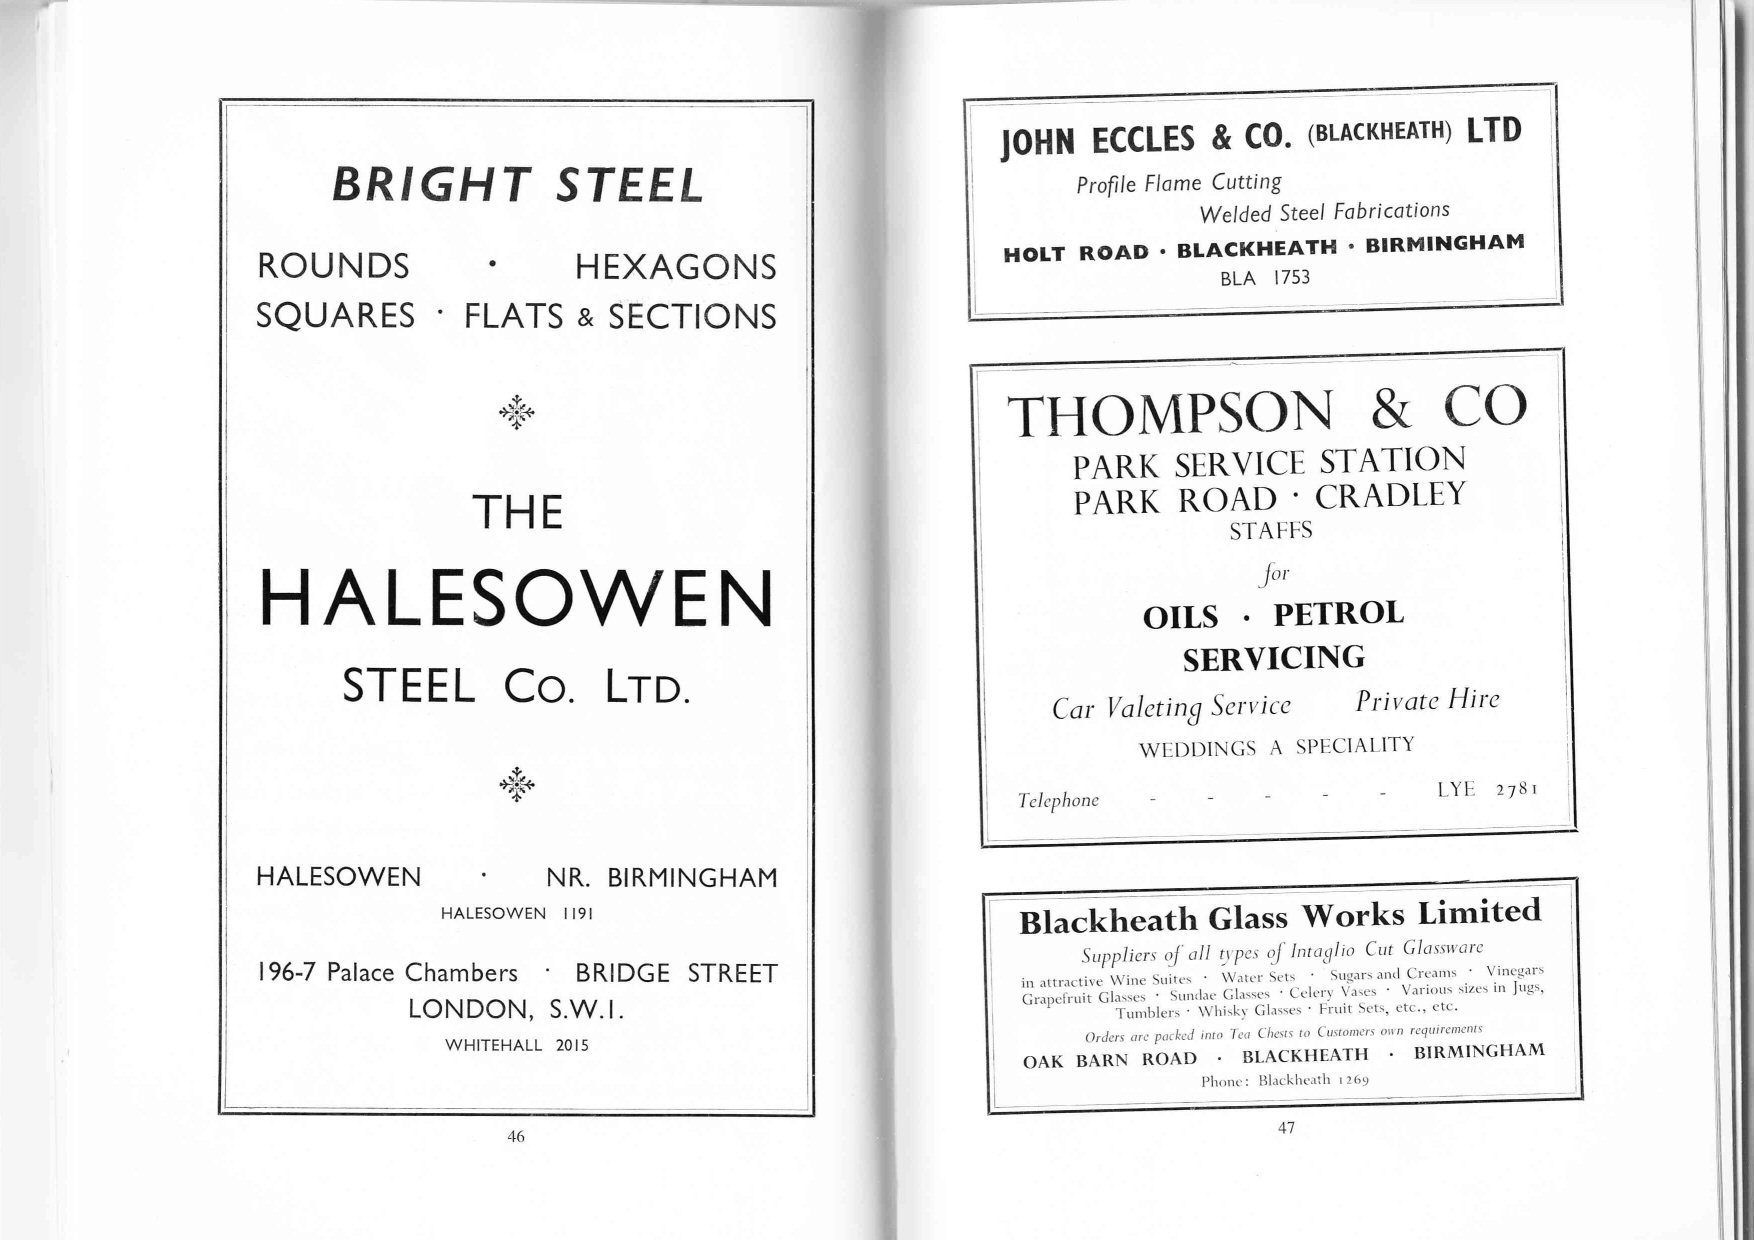 BRIGHT STEEL
ROUNDS · HEXAGONS
SQUARES · FLATS & SECTIONS
THE
HALESOWEN
STEEL Co. LTD.
HALESOWEN · NR. BIRMINGHAM
HALESOWEN 1191
196-7 Palace Chambers · BRIDGE STREET
LONDON, S.W.1.
WHITEHALL 2015
46
JOHN ECCLES & CO. (BLACKHEATH) LTD
Profile Flame Cutting
Welded Steel Fabrications
HOLT ROAD · BLACKHEATH · BIRMINGHAM
BLA 1753
THOMPSON & CO
PARK SERVICE STATION
PARK ROAD · CRADLEY
STAFFS
for
OILS · PETROL
SERVICING
Car Valeting Service Private Hire
WEDDINGS A SPECIALITY
Telephone - - - - - LYE 2781
Blackheath Glass Works Limited
Suppliers of all types of Intaglio Cut Glassware
in attractive Wine Suites · Water Sets · Sugars and Creams · Vinegars
Grapefruit Glasses · Sundae Glasses · Celery Vases · Various sizes in Jugs,
Tumblers · Whisky Glasses · Fruit Sets, etc., etc.
Orders are packed into Tea Chests to Customers own requirements
OAK BARN ROAD · BLACKHEATH · BIRMINGHAM
Phone: Blackheath 1269
47